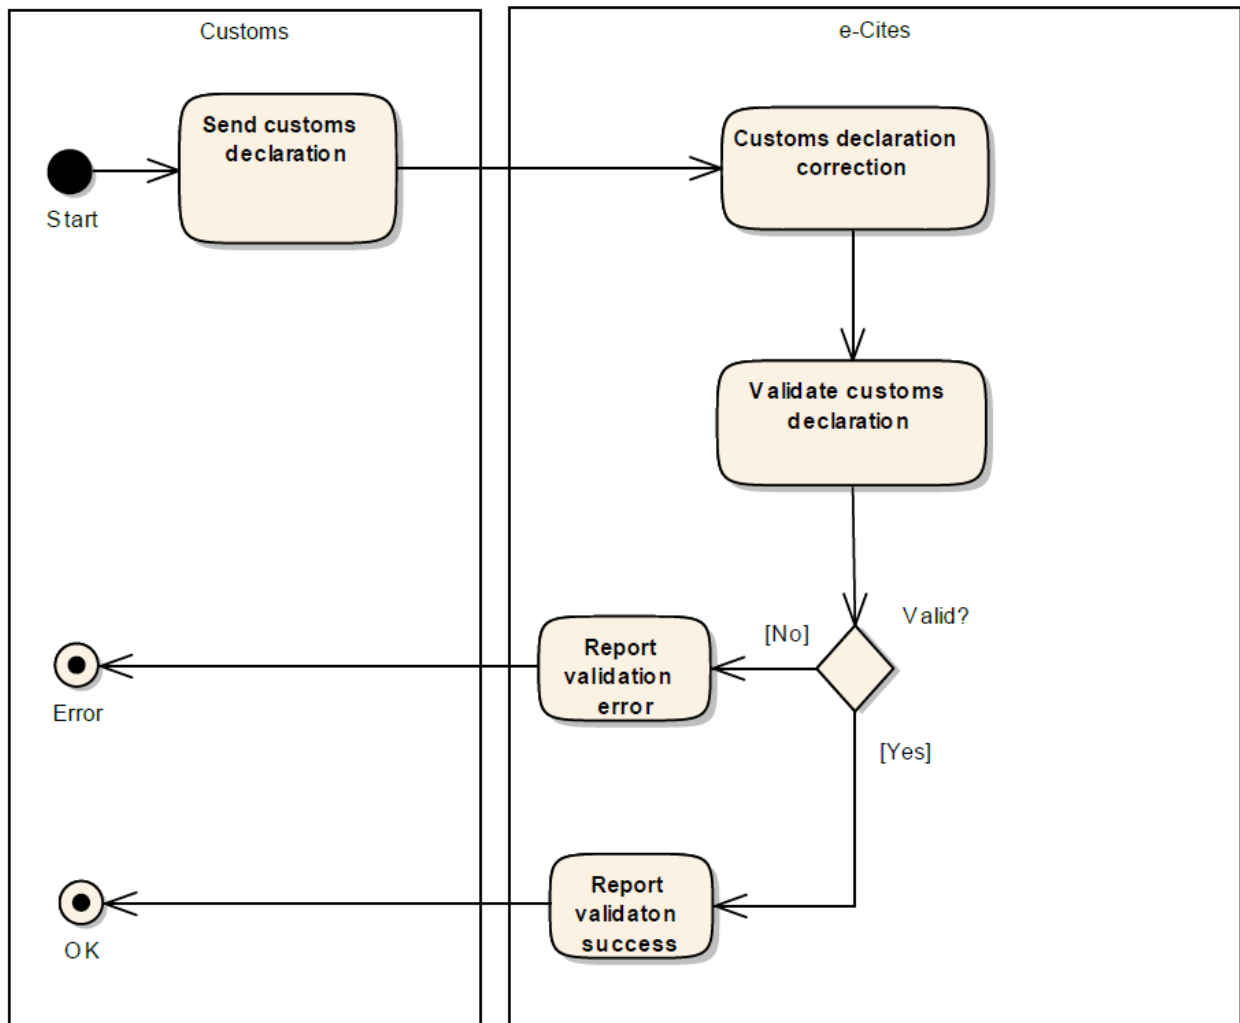 Customs
e-Cites
Send customs
declaration
Customs declaration
correction
Start
Validate customs
declaration
Valid?
[No]
Report
validation
error
Error
[Yes]
Report
validaton
success
OK